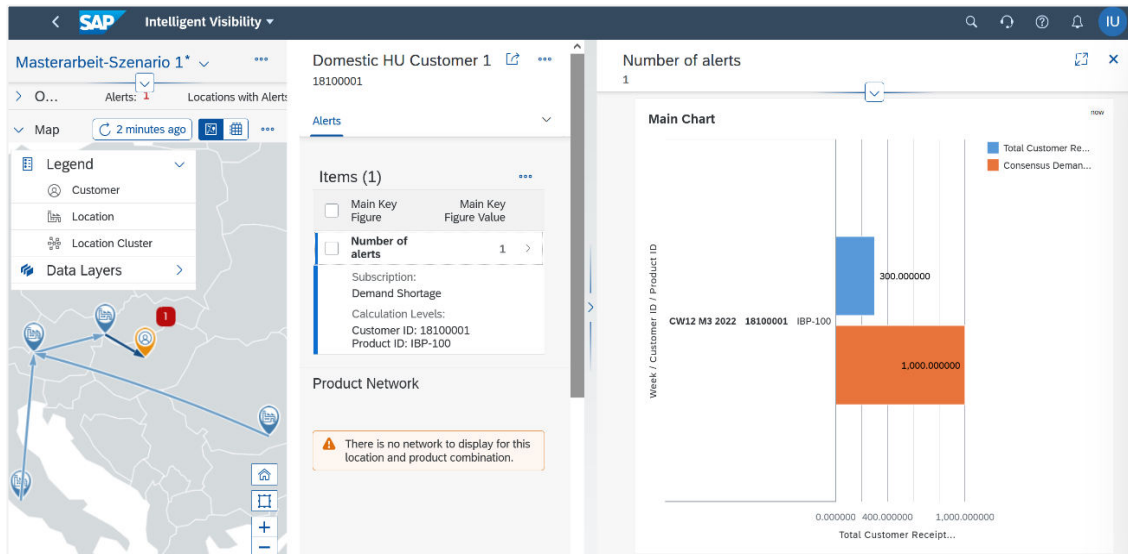 SAP Intelligent Visibility ▾
IU
Masterarbeit-Szenario 1*
O... Alerts: 1 Locations with Alerts
Map 2 minutes ago
Legend
Customer
Location
Location Cluster
Data Layers
1
Domestic HU Customer 1
18100001
Alerts
Items (1)
Main Key Figure
Main Key Figure Value
Number of alerts
1
Subscription:
Demand Shortage
Calculation Levels:
Customer ID: 18100001
Product ID: IBP-100
Product Network
There is no network to display for this
location and product combination.
Number of alerts
1
Main Chart
now
Total Customer Re...
Consensus Deman...
Week / Customer ID / Product ID
CW12 M3 2022 18100001 IBP-100
300.000000
1,000.000000
0.000000 400.000000 1,000.000000
Total Customer Receipt...